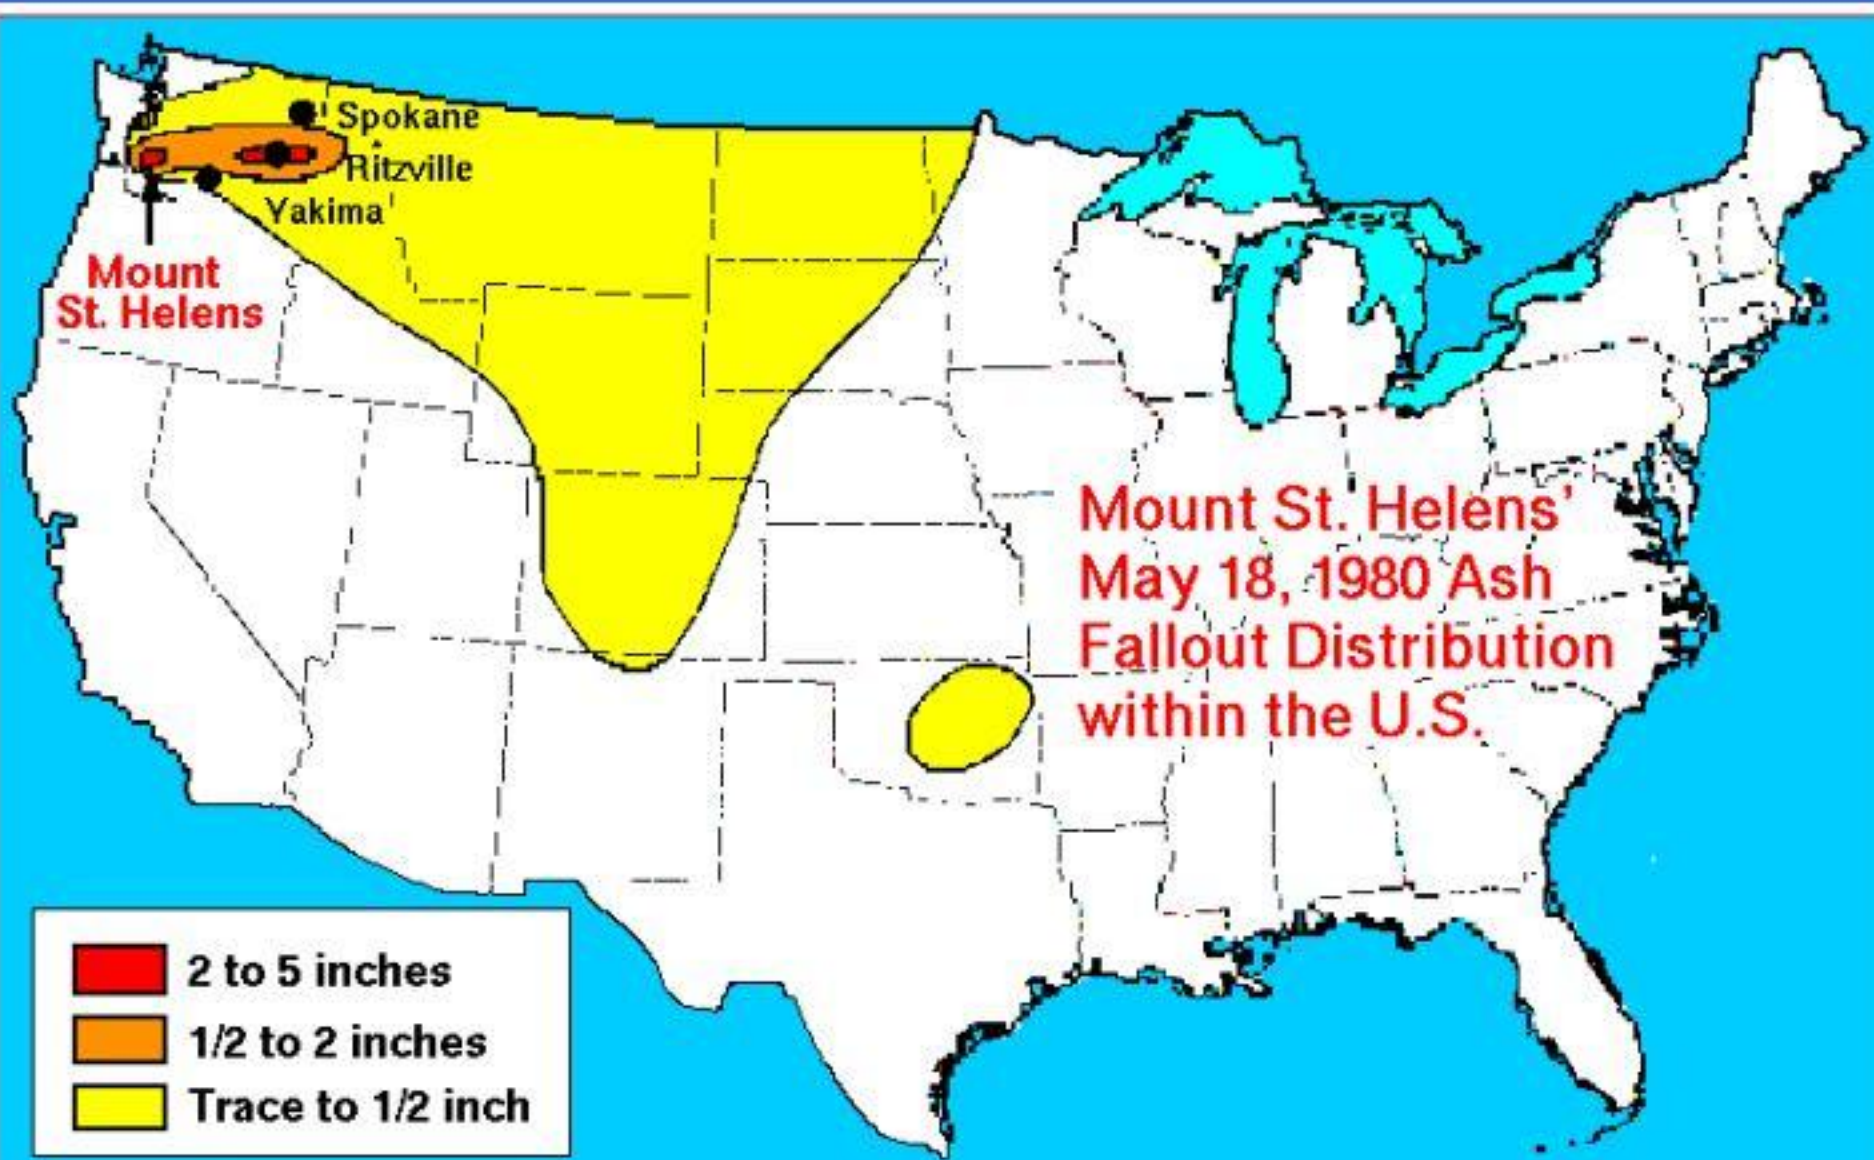 Spokane
Ritzville
Yakima
Mount
St. Helens
Mount St. Helens'
May 18, 1980 Ash
Fallout Distribution
within the U.S.
2 to 5 inches
1/2 to 2 inches
Trace to 1/2 inch